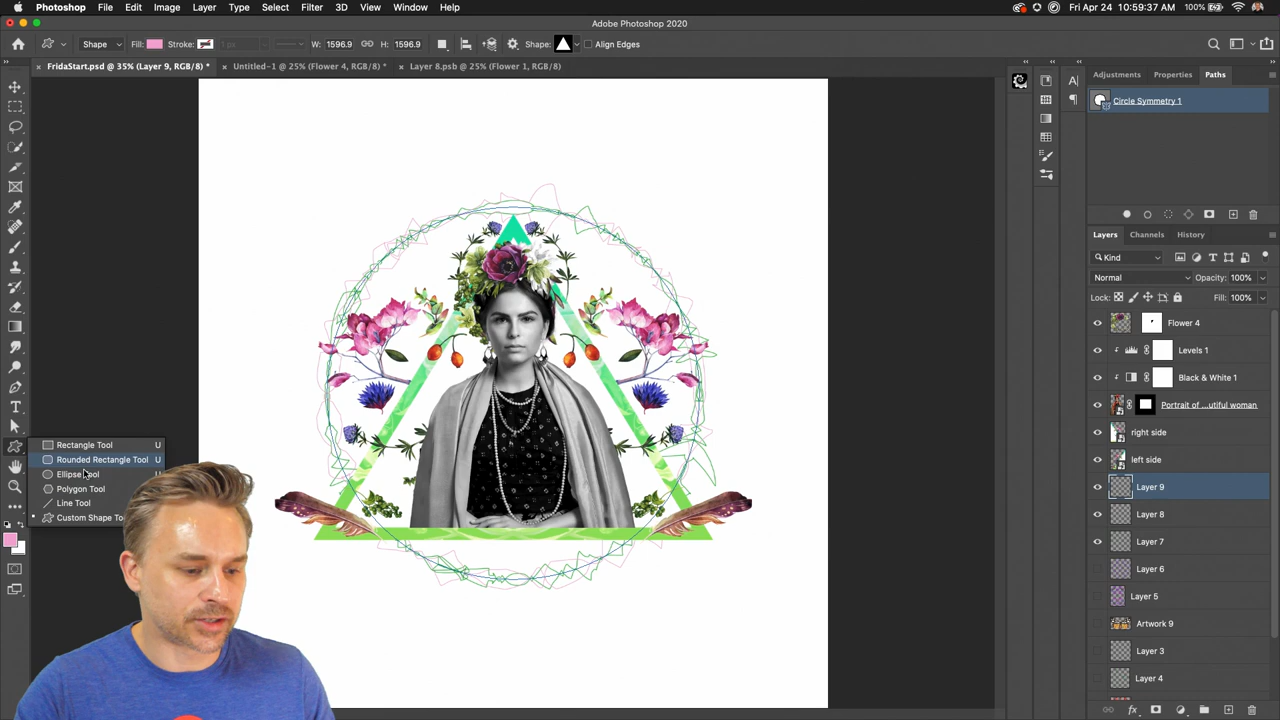 Photoshop File Edit Image Layer Type Select Filter 3D View Window Help 100% Fri Apr 24 10:59:37 AM
Adobe Photoshop 2020
Shape Fill: Stroke: 1 px W: 1596.9 H: 1596.9 Shape: Align Edges
× FridaStart.psd @ 35% (Layer 9, RGB/8) * × Untitled-1 @ 25% (Flower 4, RGB/8) * × Layer 8.psb @ 25% (Flower 1, RGB/8)
Adjustments Properties Paths
Circle Symmetry 1
Layers Channels History
Kind
Normal Opacity: 100%
Lock: Fill: 100%
Flower 4
Levels 1
Black & White 1
Portrait of ...utiful woman
right side
left side
Layer 9
Layer 8
Layer 7
Layer 6
Layer 5
Artwork 9
Layer 3
Layer 4
Rectangle Tool U
Rounded Rectangle Tool U
Ellipse Tool U
Polygon Tool
Line Tool
Custom Shape To